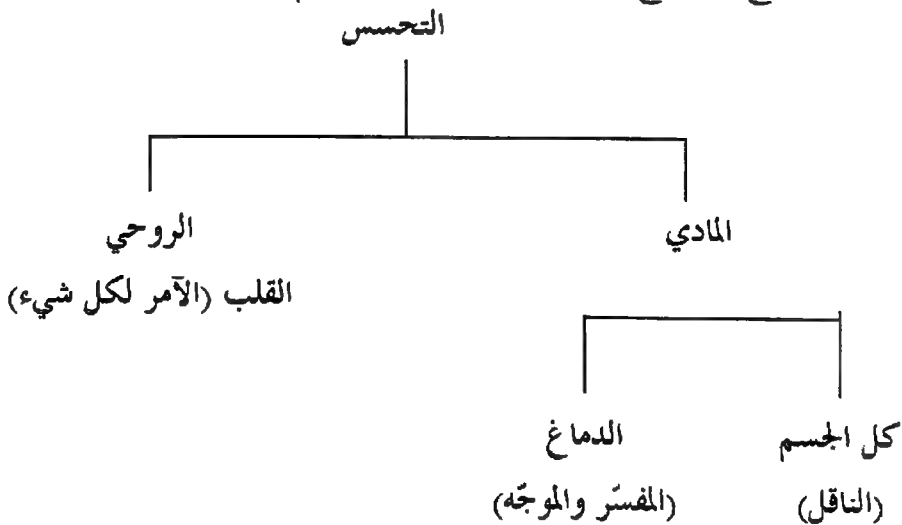 التحسس
المادي
الروحي
القلب (الآمر لكل شيء)
كل الجسم
الدماغ
(الناقل)
(المفسّر والموجّه)